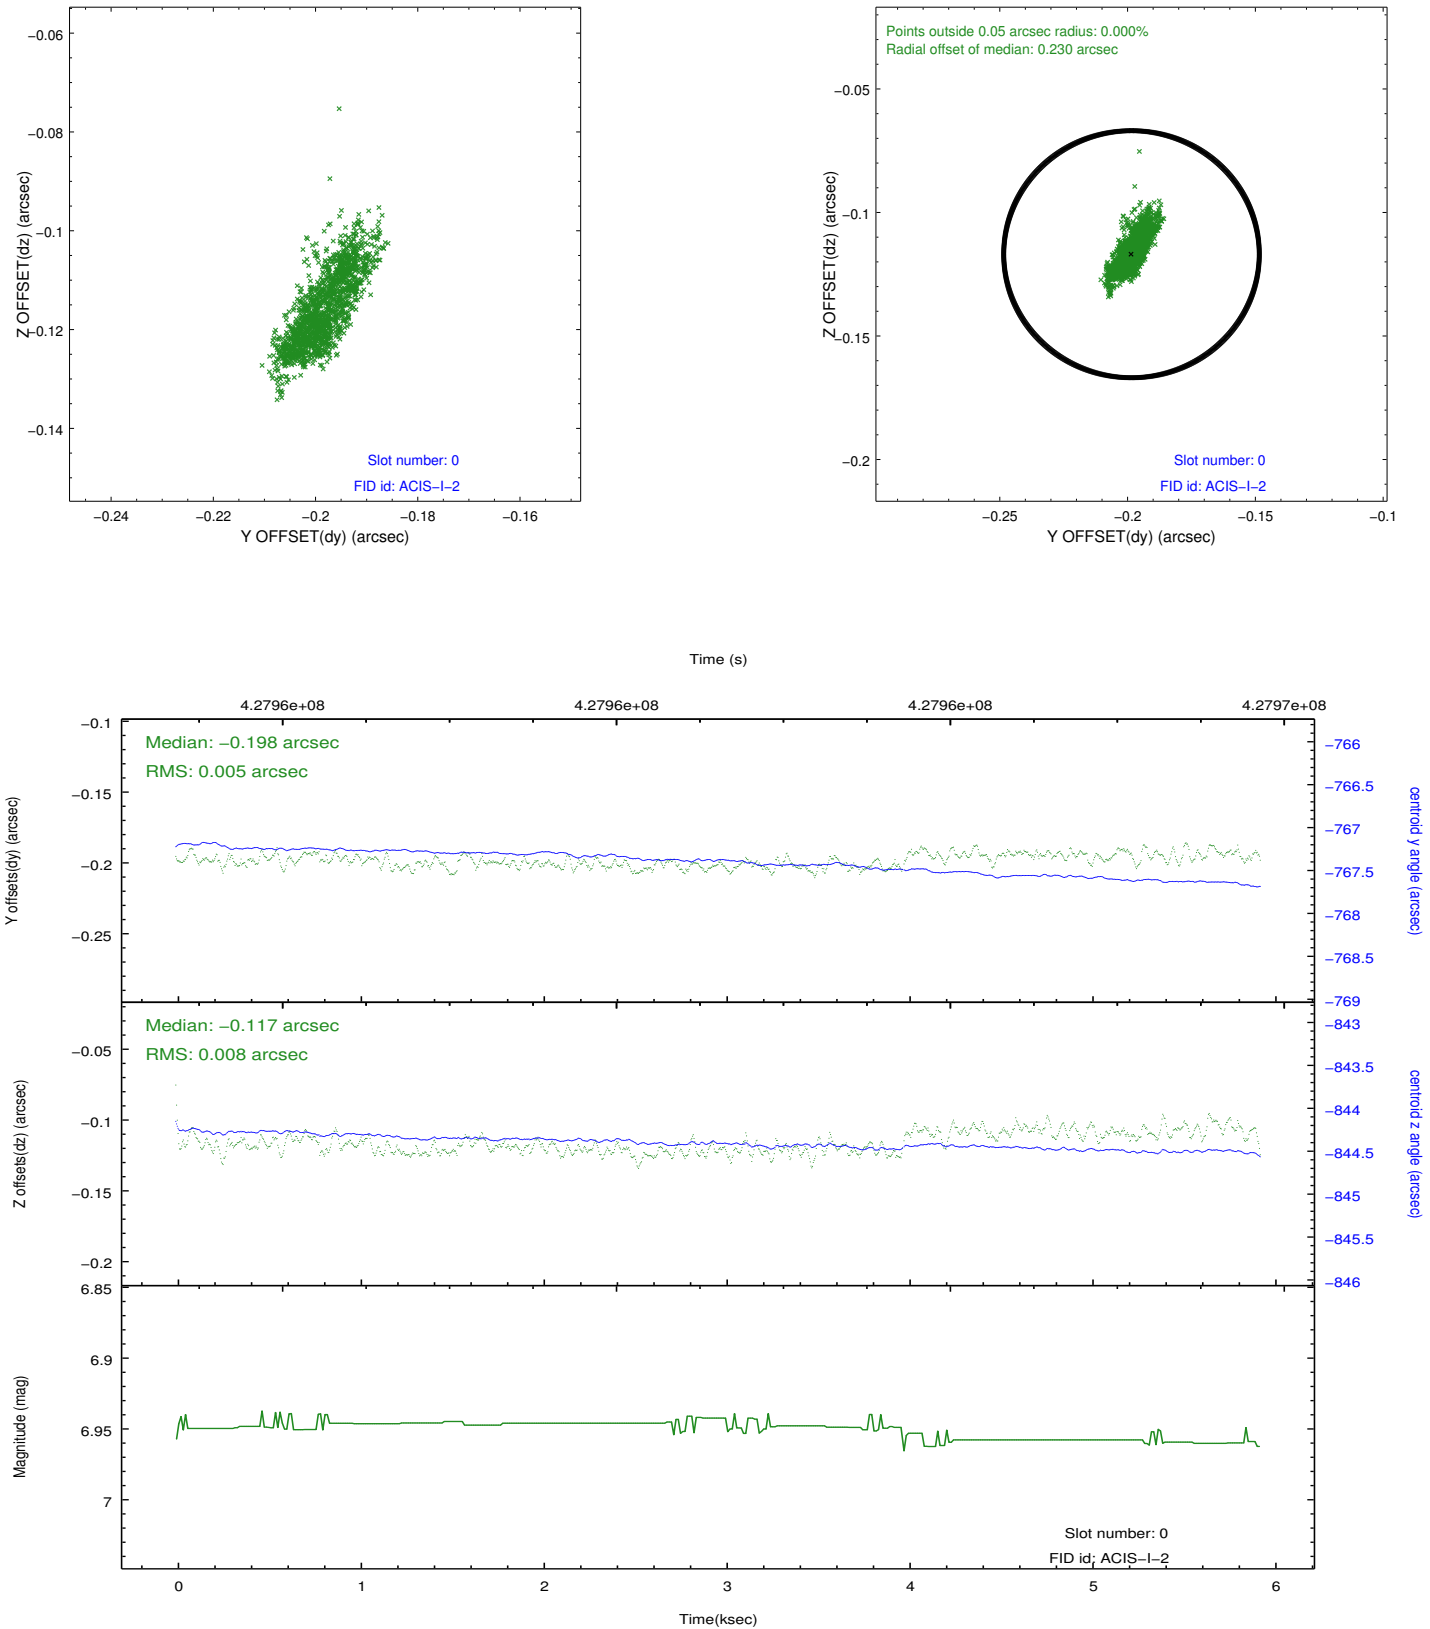 −0.06
−0.08
−0.1
−0.12
−0.14
Z OFFSET(dz) (arcsec)
Slot number: 0
FID id: ACIS−I−2
−0.24
−0.22
−0.2
−0.18
−0.16
Y OFFSET(dy) (arcsec)
Points outside 0.05 arcsec radius: 0.000%
Radial offset of median: 0.230 arcsec
−0.05
−0.1
−0.15
−0.2
Z OFFSET(dz) (arcsec)
Slot number: 0
FID id: ACIS−I−2
−0.25
−0.2
−0.15
−0.1
Y OFFSET(dy) (arcsec)
Time (s)
4.2796e+08
4.2796e+08
4.2796e+08
4.2797e+08
Median: −0.198 arcsec
RMS: 0.005 arcsec
−0.1
−0.15
−0.2
−0.25
Y offsets(dy) (arcsec)
−766
−766.5
−767
−767.5
−768
−768.5
−769
centroid y angle (arcsec)
Median: −0.117 arcsec
RMS: 0.008 arcsec
−0.05
−0.1
−0.15
−0.2
Z offsets(dz) (arcsec)
−843
−843.5
−844
−844.5
−845
−845.5
−846
centroid z angle (arcsec)
6.85
6.9
6.95
7
Magnitude (mag)
Slot number: 0
FID id: ACIS−I−2
0
1
2
3
4
5
6
Time(ksec)